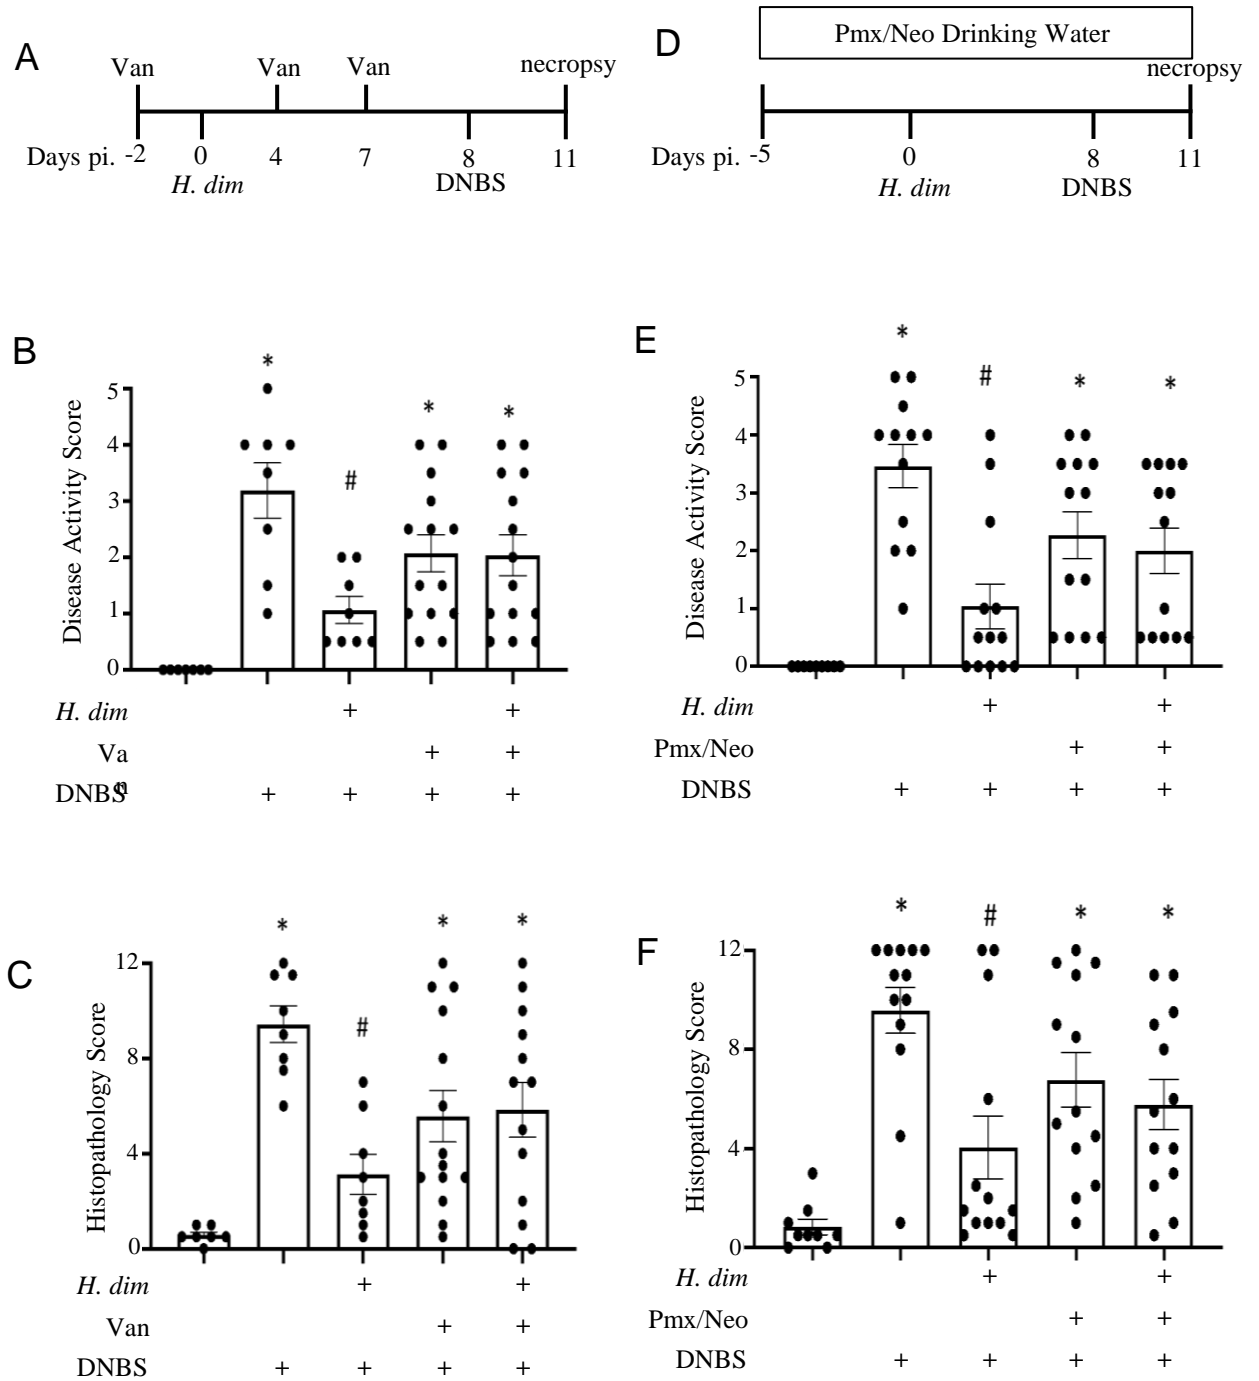 A
Van Van Van necropsy
Days pi. -2 0 4 7 8 11
H. dim DNBS
D
Pmx/Neo Drinking Water
necropsy
Days pi. -5 0 8 11
H. dim DNBS
B
Disease Activity Score
5
4
3
2
1
0
* # * *
H. dim + +
Va
n + +
DNBS + + + +
E
Disease Activity Score
5
4
3
2
1
0
* # * *
H. dim + +
Pmx/Neo + +
DNBS + + + +
C
Histopathology Score
12
8
4
0
* # * *
H. dim + +
Van + +
DNBS + + + +
F
Histopathology Score
12
8
4
0
* # * *
H. dim + +
Pmx/Neo + +
DNBS + + + +